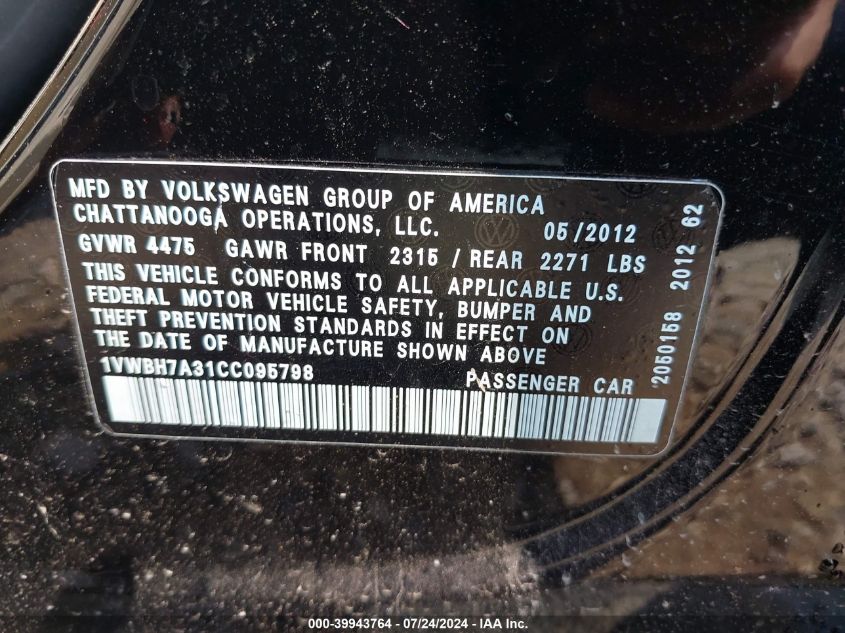 MFD BY VOLKSWAGEN GROUP OF AMERICA
CHATTANOOGA OPERATIONS, LLC. 05/2012
GVWR 4475 GAWR FRONT 2315 / REAR 2271 LBS
THIS VEHICLE CONFORMS TO ALL APPLICABLE U.S.
FEDERAL MOTOR VEHICLE SAFETY, BUMPER AND
THEFT PREVENTION STANDARDS IN EFFECT ON
THE DATE OF MANUFACTURE SHOWN ABOVE
1VWBH7A31CC095798 PASSENGER CAR
2050158 2012 62
000-39943764 / 07/24/2024 / © IAA Inc.